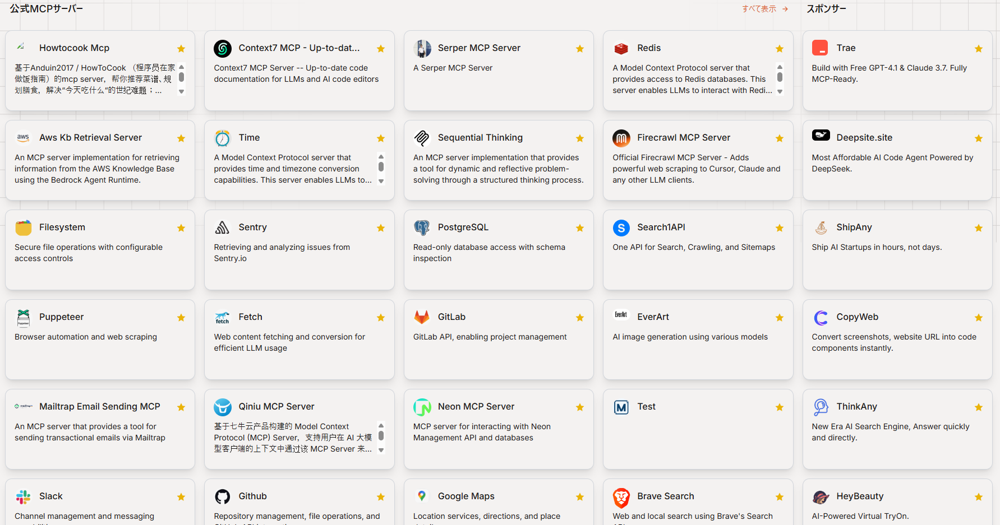 公式MCPサーバー
すべて表示 →
スポンサー
Howtocook Mcp
基于Anduin2017 / HowToCook （程序员在家
做饭指南）的mcp server，帮你推荐菜谱、规
划膳食，解决“今天吃什么”的世纪难题；...
Context7 MCP - Up-to-dat...
Context7 MCP Server -- Up-to-date code
documentation for LLMs and AI code editors
Serper MCP Server
A Serper MCP Server
Redis
A Model Context Protocol server that
provides access to Redis databases. This
server enables LLMs to interact with Redi...
Trae
Build with Free GPT-4.1 & Claude 3.7. Fully
MCP-Ready.
aws
Aws Kb Retrieval Server
An MCP server implementation for retrieving
information from the AWS Knowledge Base
using the Bedrock Agent Runtime.
Time
A Model Context Protocol server that
provides time and timezone conversion
capabilities. This server enables LLMs to...
Sequential Thinking
An MCP server implementation that provides
a tool for dynamic and reflective problem-
solving through a structured thinking process.
Firecrawl MCP Server
Official Firecrawl MCP Server - Adds
powerful web scraping to Cursor, Claude and
any other LLM clients.
Deepsite.site
Most Affordable AI Code Agent Powered by
DeepSeek.
Filesystem
Secure file operations with configurable
access controls
Sentry
Retrieving and analyzing issues from
Sentry.io
PostgreSQL
Read-only database access with schema
inspection
S
Search1API
One API for Search, Crawling, and Sitemaps
ShipAny
Ship AI Startups in hours, not days.
Puppeteer
Puppeteer
Browser automation and web scraping
fetch
Fetch
Web content fetching and conversion for
efficient LLM usage
GitLab
GitLab API, enabling project management
EverArt
EverArt
AI image generation using various models
CopyWeb
Convert screenshots, website URL into code
components instantly.
mailtrap
Mailtrap Email Sending MCP
An MCP server that provides a tool for
sending transactional emails via Mailtrap
Qiniu MCP Server
基于七牛云产品构建的 Model Context
Protocol (MCP) Server，支持用户在 AI 大模
型客户端的上下文中通过该 MCP Server 来...
Neon MCP Server
MCP server for interacting with Neon
Management API and databases
M
Test
ThinkAny
New Era AI Search Engine, Answer quickly
and directly.
Slack
Channel management and messaging
Github
Repository management, file operations, and
Google Maps
Location services, directions, and place
Brave Search
Web and local search using Brave's Search
HeyBeauty
AI-Powered Virtual TryOn.